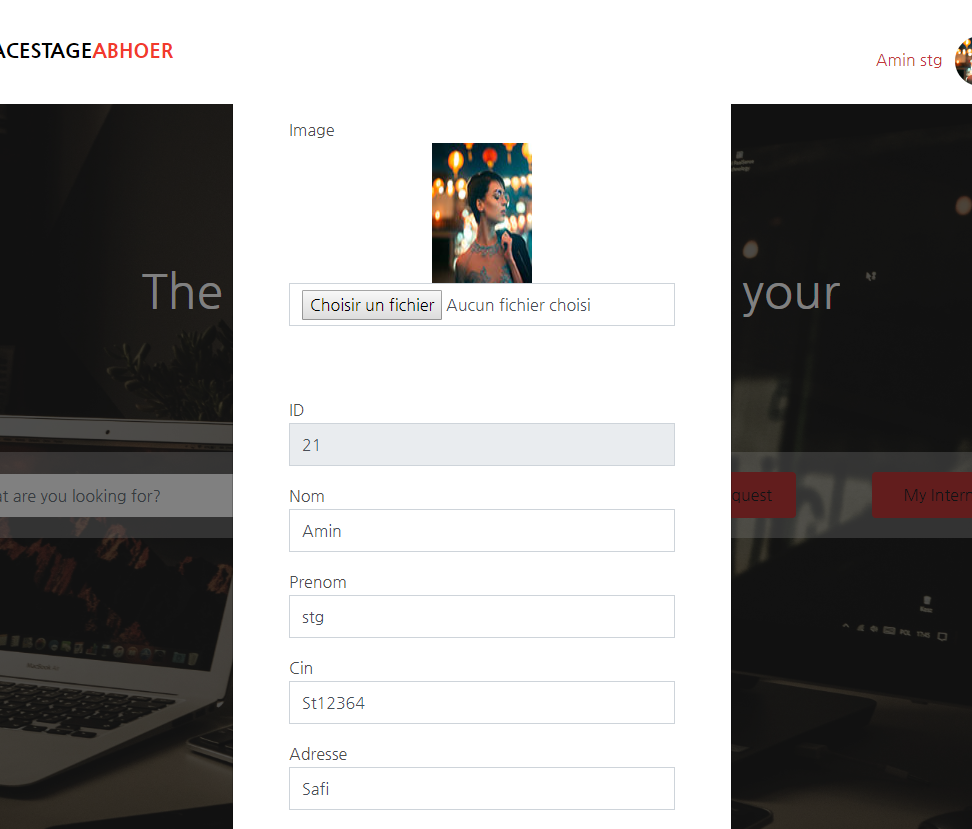 ACESTAGEABHOER
Amin stg
Image
The
your
Choisir un fichier Aucun fichier choisi
ID
21
at are you looking for?
quest
My Intern
Nom
Amin
Prenom
stg
Cin
St12364
Adresse
Safi